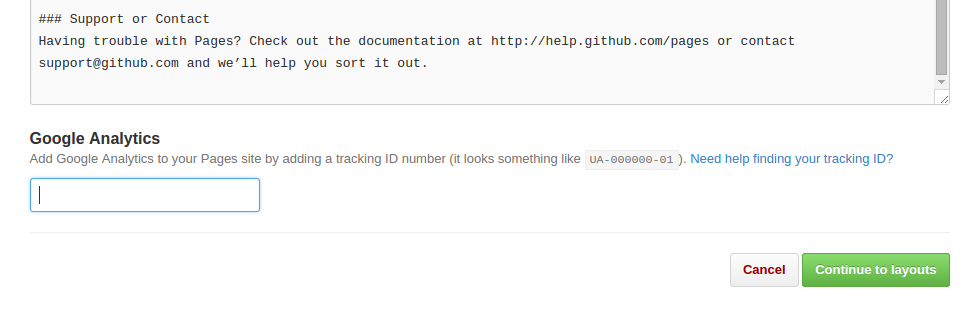 ### Support or Contact
Having trouble with Pages? Check out the documentation at http://help.github.com/pages or contact
support@github.com and we’ll help you sort it out.
Google Analytics
Add Google Analytics to your Pages site by adding a tracking ID number (it looks something like UA-000000-01). Need help finding your tracking ID?
Cancel
Continue to layouts